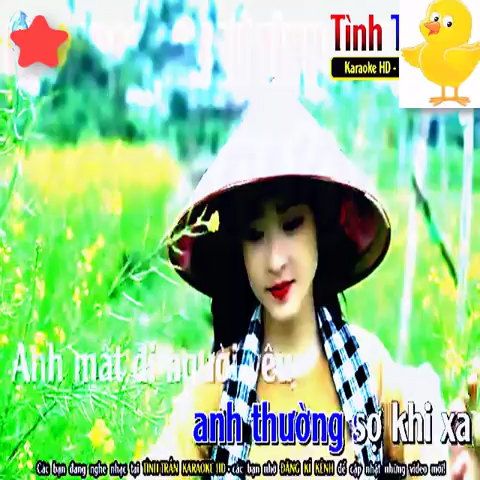 Tình T
Karaoke HD -
Anh mất đi người yêu,
anh thường sợ khi xa
Các bạn đang nghe nhạc tại TÌNH TRẦN KARAOKE HD - các bạn nhớ ĐĂNG KÍ KÊNH để cập nhật những video mới!